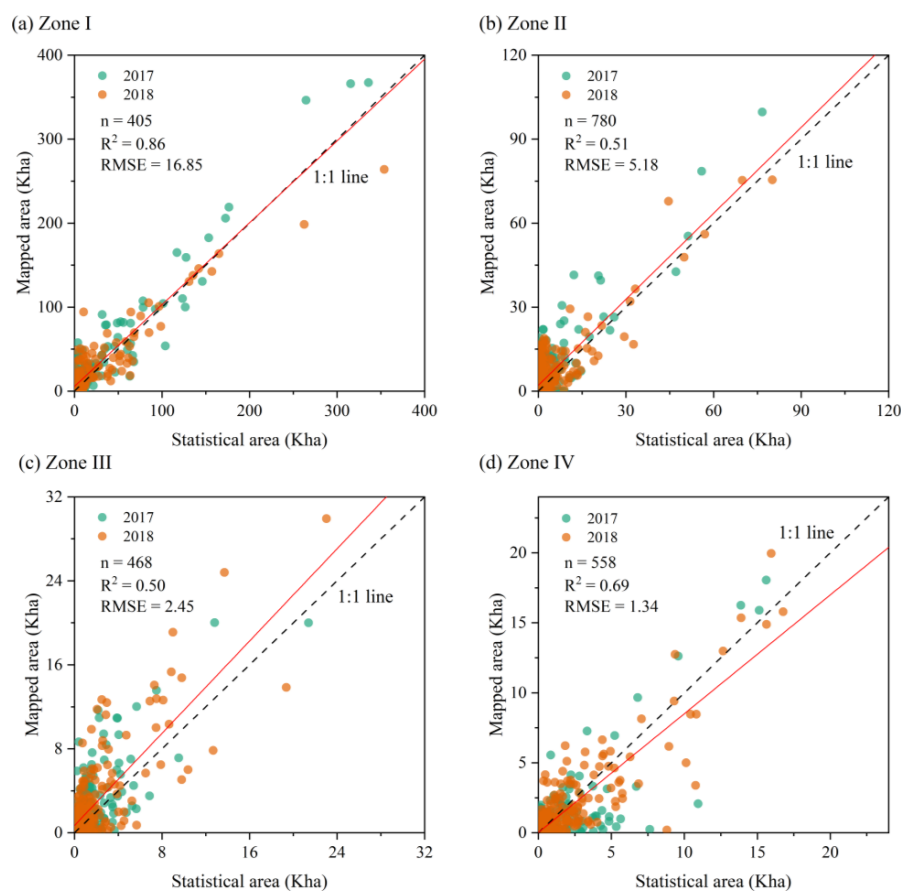 (a) Zone I
400
300
200
100
0
Mapped area (Kha)
2017
2018
n = 405
R² = 0.86
RMSE = 16.85
1:1 line
0 100 200 300 400
Statistical area (Kha)
(b) Zone II
120
90
60
30
0
Mapped area (Kha)
2017
2018
n = 780
R² = 0.51
RMSE = 5.18
1:1 line
0 30 60 90 120
Statistical area (Kha)
(c) Zone III
32
24
16
8
0
Mapped area (Kha)
2017
2018
n = 468
R² = 0.50
RMSE = 2.45
1:1 line
0 8 16 24 32
Statistical area (Kha)
(d) Zone IV
20
15
10
5
0
Mapped area (Kha)
2017
2018
n = 558
R² = 0.69
RMSE = 1.34
1:1 line
0 5 10 15 20
Statistical area (Kha)